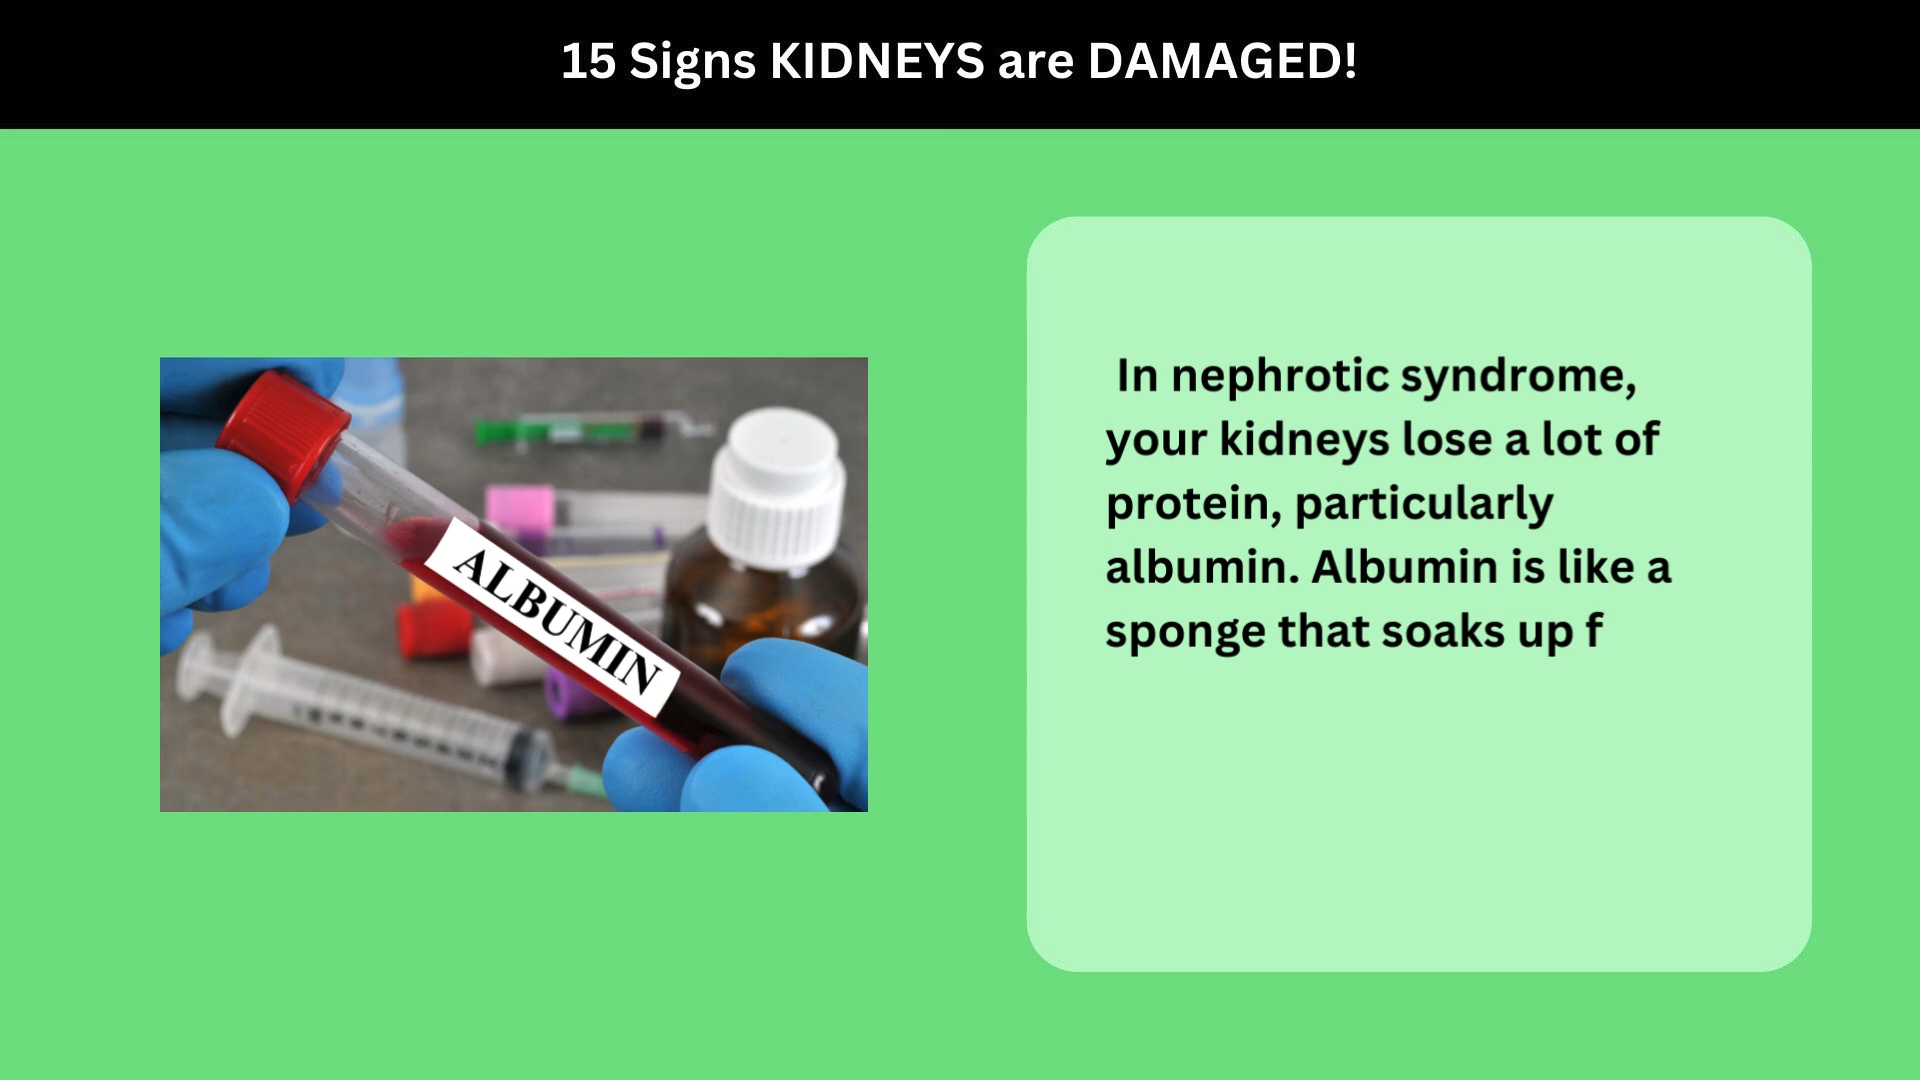 15 Signs KIDNEYS are DAMAGED!
ALBUMIN
In nephrotic syndrome,
your kidneys lose a lot of
protein, particularly
albumin. Albumin is like a
sponge that soaks up f